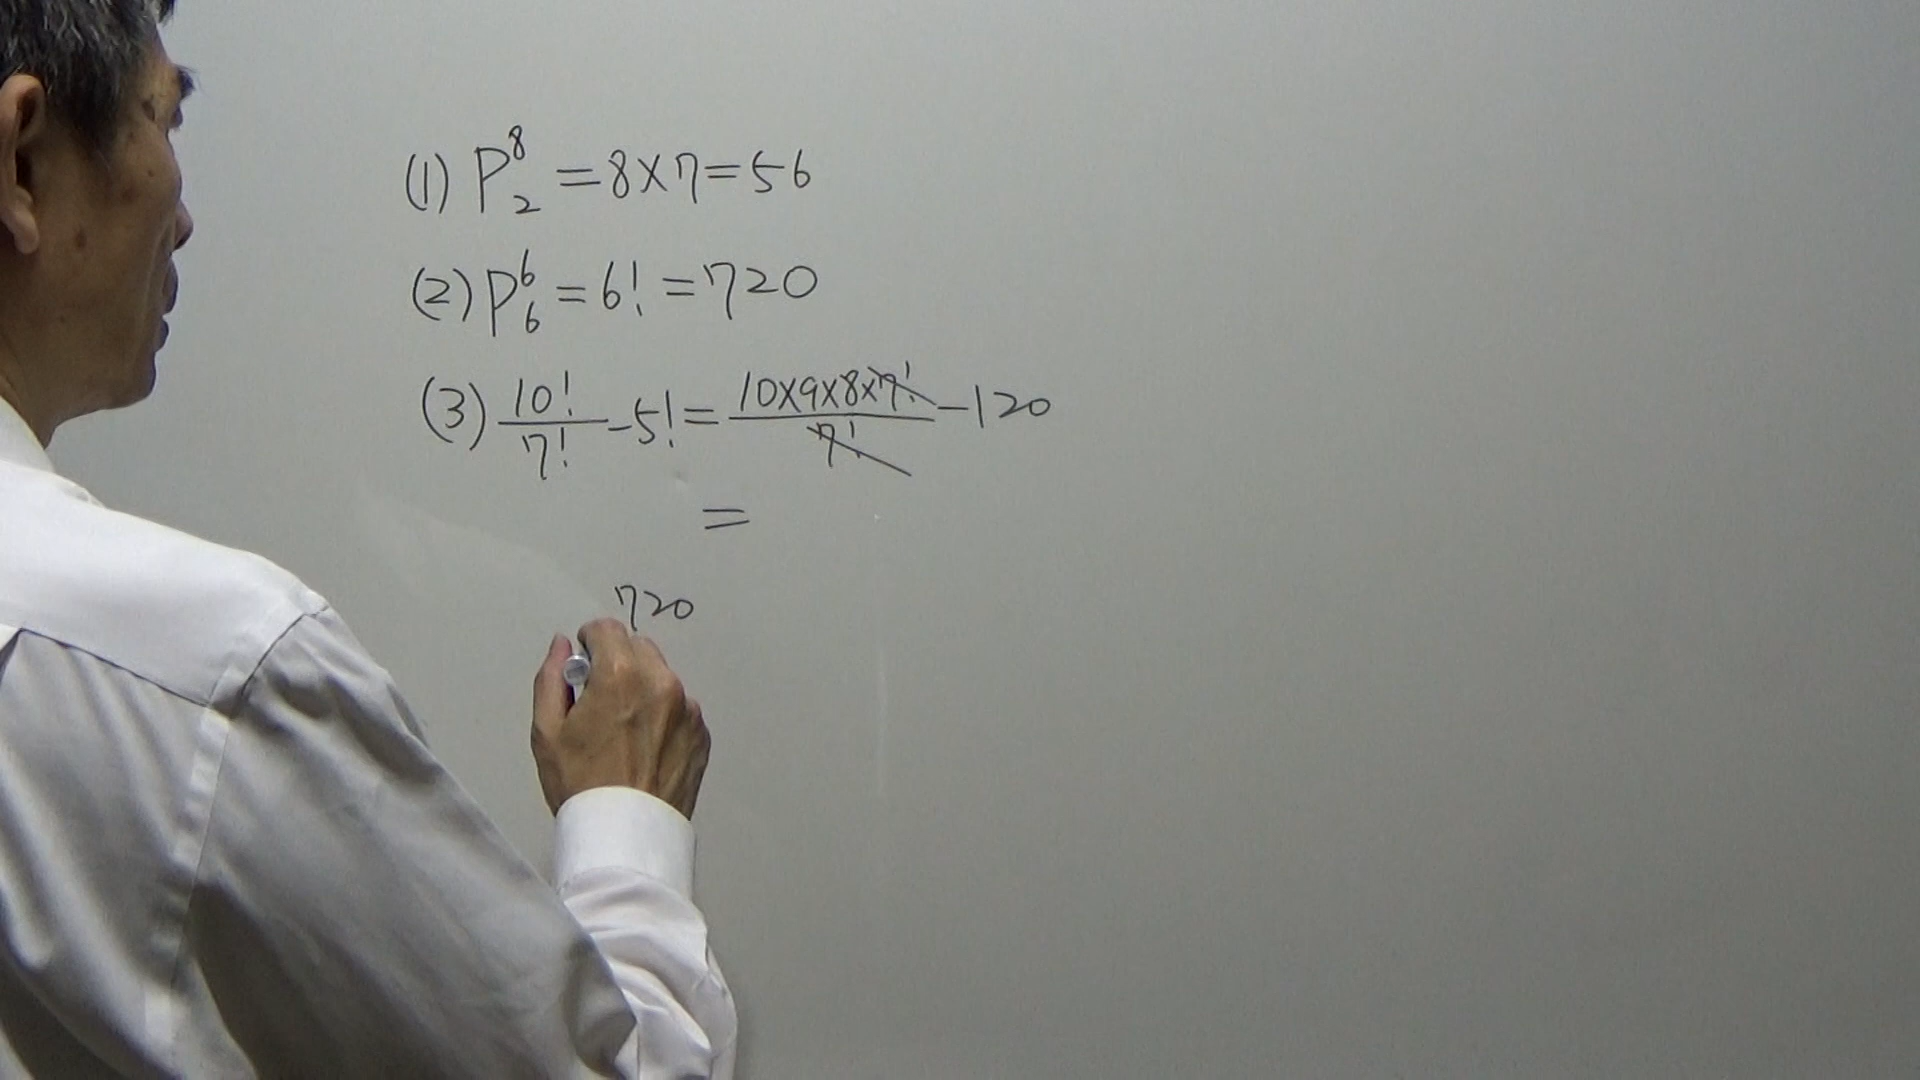 (1) P⁸₂ = 8×7 = 56
(2) P⁶₆ = 6! = 720
(3) 10!/7! - 5! = 10×9×8×7!/7! - 120
=
720